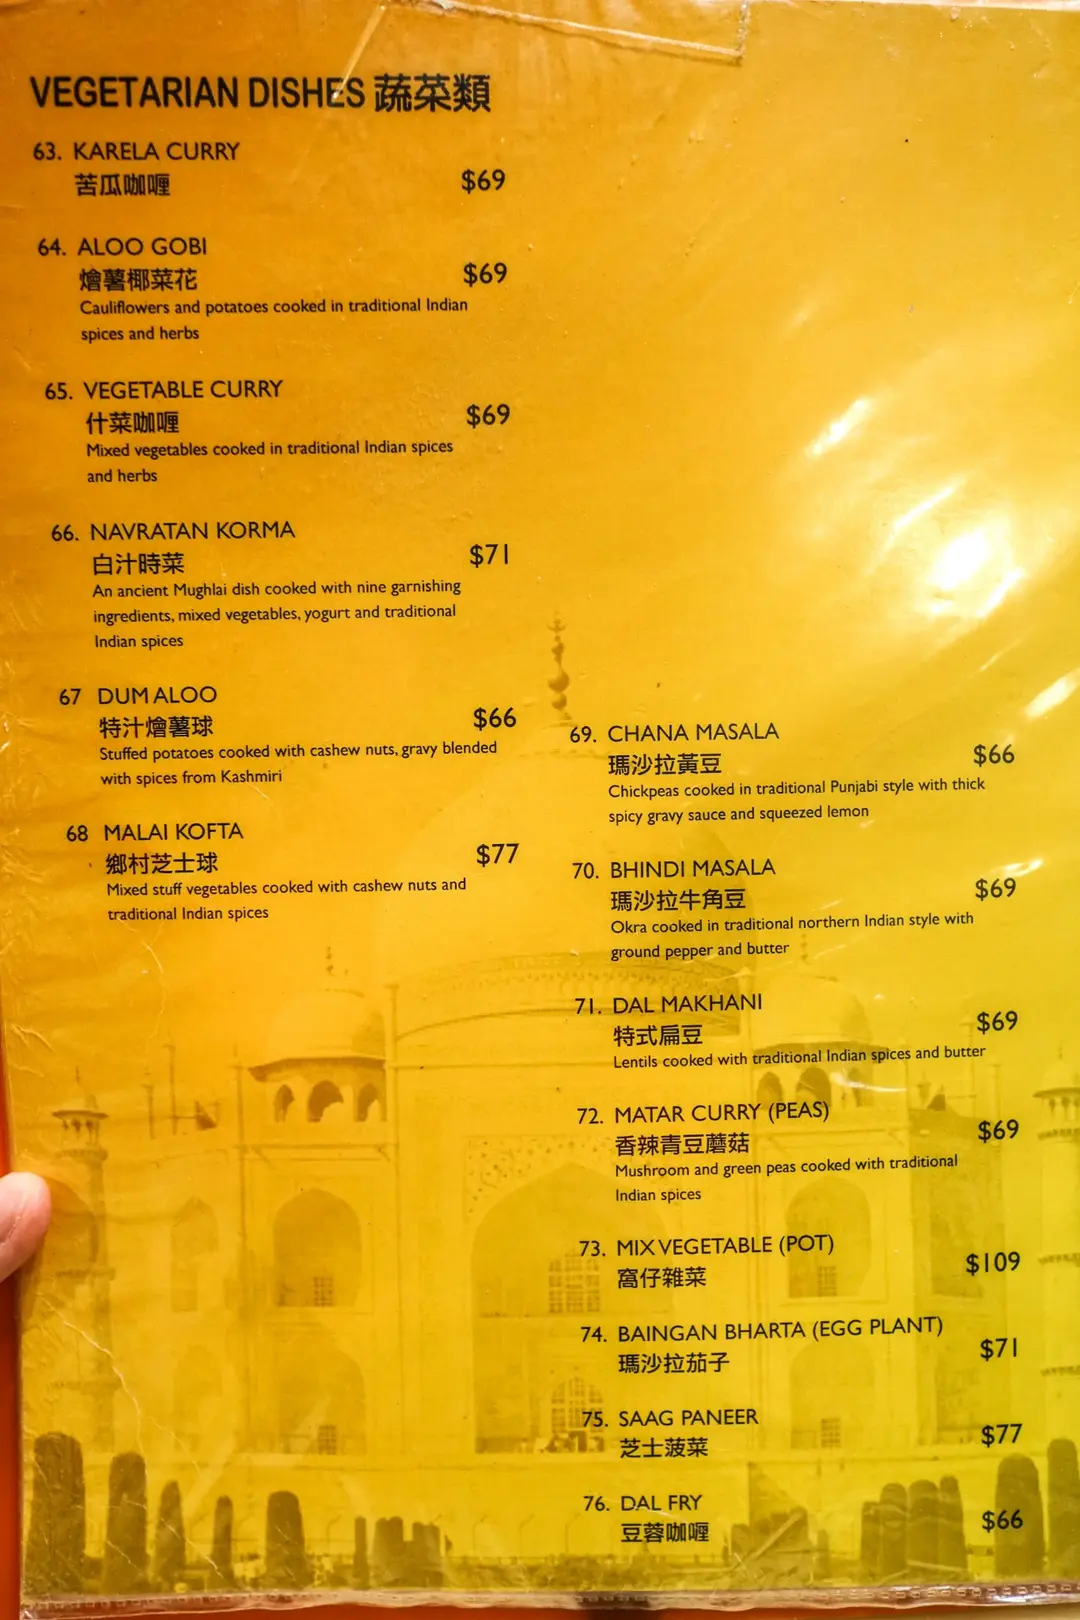 VEGETARIAN DISHES 蔬菜類
63. KARELA CURRY
苦瓜咖喱 $69
64. ALOO GOBI
燴薯椰菜花 $69
Cauliflowers and potatoes cooked in traditional Indian
spices and herbs
65. VEGETABLE CURRY
什菜咖喱 $69
Mixed vegetables cooked in traditional Indian spices
and herbs
66. NAVRATAN KORMA
白汁時菜 $71
An ancient Mughlai dish cooked with nine garnishing
ingredients, mixed vegetables, yogurt and traditional
Indian spices
67 DUM ALOO
特汁燴薯球 $66
Stuffed potatoes cooked with cashew nuts, gravy blended
with spices from Kashmiri
68 MALAI KOFTA
鄉村芝士球 $77
Mixed stuff vegetables cooked with cashew nuts and
traditional Indian spices
69. CHANA MASALA
瑪沙拉黃豆 $66
Chickpeas cooked in traditional Punjabi style with thick
spicy gravy sauce and squeezed lemon
70. BHINDI MASALA
瑪沙拉牛角豆 $69
Okra cooked in traditional northern Indian style with
ground pepper and butter
71. DAL MAKHANI
特式扁豆 $69
Lentils cooked with traditional Indian spices and butter
72. MATAR CURRY (PEAS)
香辣青豆蘑菇 $69
Mushroom and green peas cooked with traditional
Indian spices
73. MIX VEGETABLE (POT)
窩仔雜菜 $109
74. BAINGAN BHARTA (EGG PLANT)
瑪沙拉茄子 $71
75. SAAG PANEER
芝士菠菜 $77
76. DAL FRY
豆蓉咖喱 $66